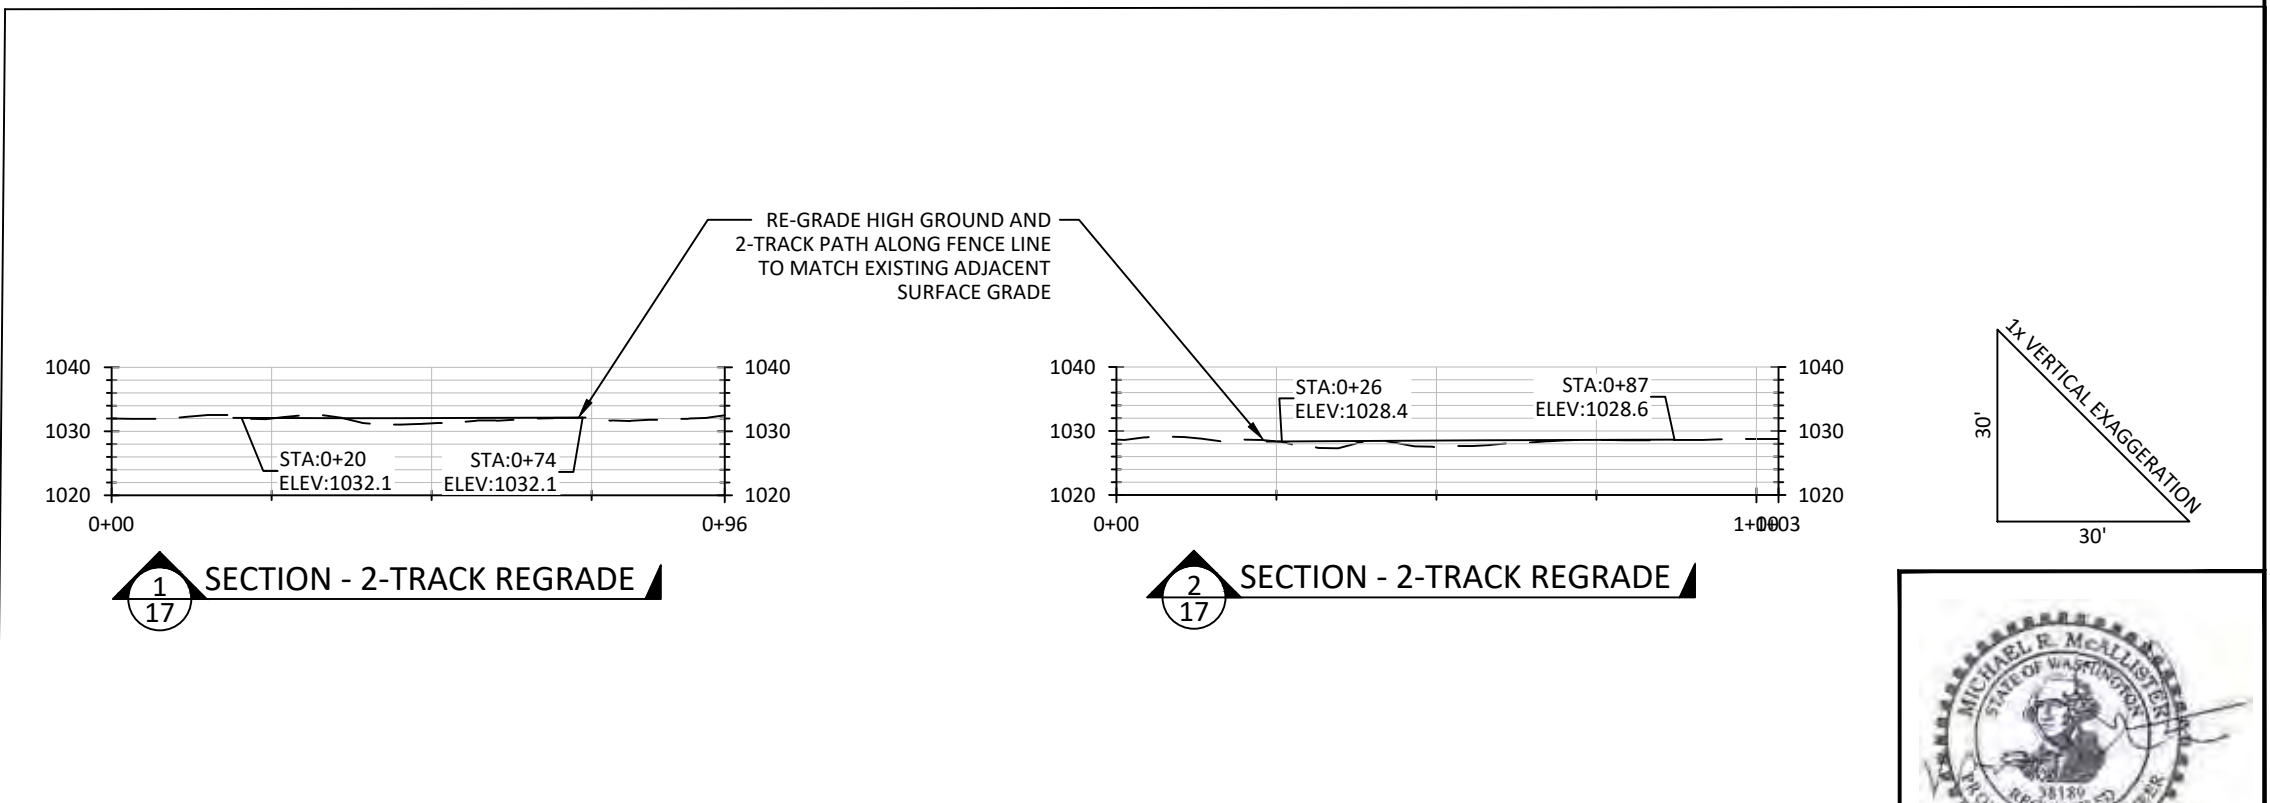 RE-GRADE HIGH GROUND AND
2-TRACK PATH ALONG FENCE LINE
TO MATCH EXISTING ADJACENT
SURFACE GRADE
1040
1030
1020
1040
1030
1020
STA:0+20
ELEV:1032.1
STA:0+74
ELEV:1032.1
0+00
0+96
1
17
SECTION - 2-TRACK REGRADE
1040
1030
1020
1040
1030
1020
STA:0+26
ELEV:1028.4
STA:0+87
ELEV:1028.6
0+00
1+00
1+03
2
17
SECTION - 2-TRACK REGRADE
1x VERTICAL EXAGGERATION
30'
30'
MICHAEL R. McALLISTER
STATE OF WASHINGTON
38189